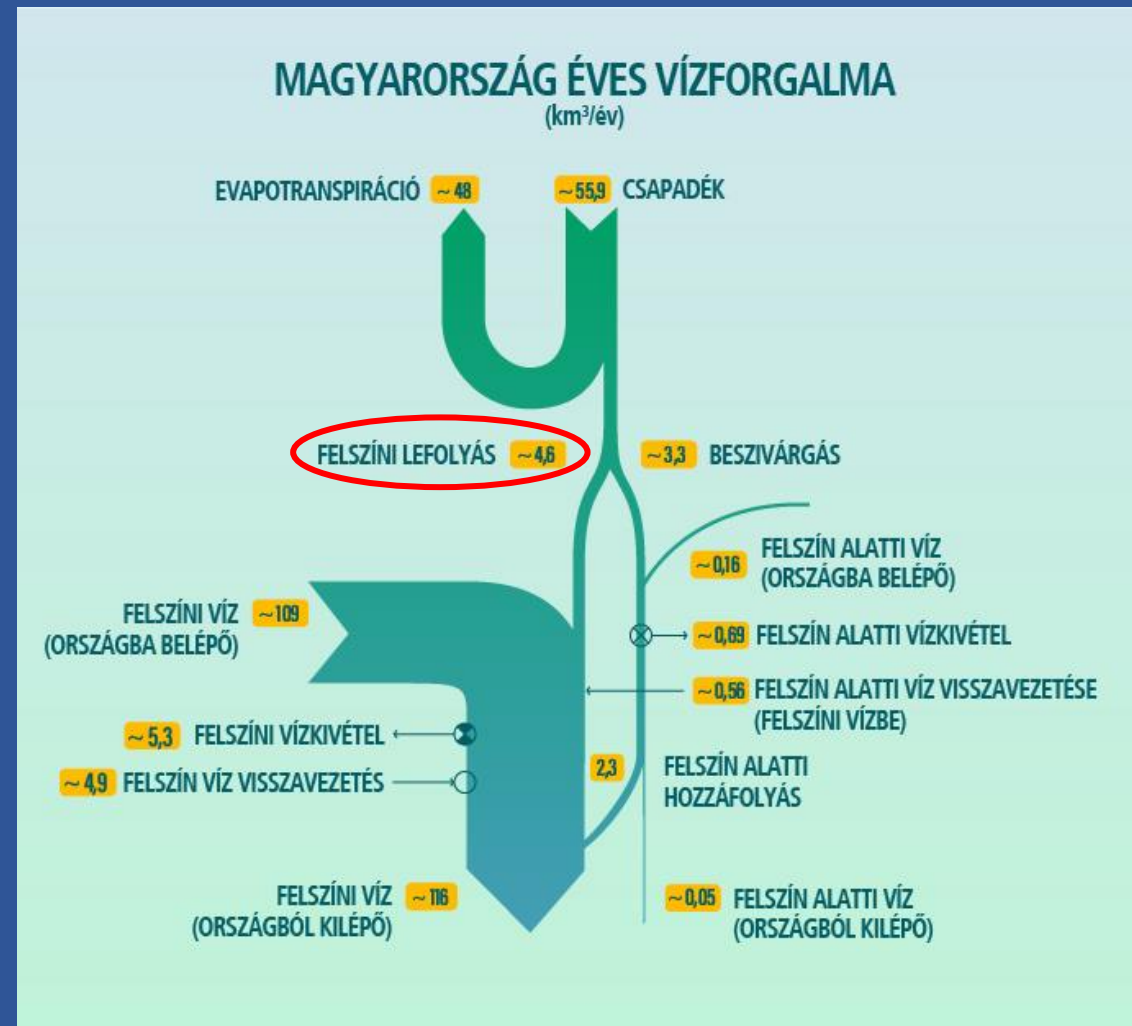 MAGYARORSZÁG ÉVES VÍZFORGALMA
(km³/év)
EVAPOTRANSPIRÁCIÓ ~48
~55,9 CSAPADÉK
FELSZÍNI LEFOLYÁS ~4,6
~3,3 BESZIVÁRGÁS
~0,16 FELSZÍN ALATTI VÍZ
(ORSZÁGBA BELÉPŐ)
FELSZÍNI VÍZ ~109
(ORSZÁGBA BELÉPŐ)
~0,69 FELSZÍN ALATTI VÍZKIVÉTEL
~0,56 FELSZÍN ALATTI VÍZ VISSZAVEZETÉSE
(FELSZÍNI VÍZBE)
~5,3 FELSZÍNI VÍZKIVÉTEL
~4,9 FELSZÍN VÍZ VISSZAVEZETÉS
2,3 FELSZÍN ALATTI
HOZZÁFOLYÁS
FELSZÍNI VÍZ ~116
(ORSZÁGBÓL KILÉPŐ)
~0,05 FELSZÍN ALATTI VÍZ
(ORSZÁGBÓL KILÉPŐ)